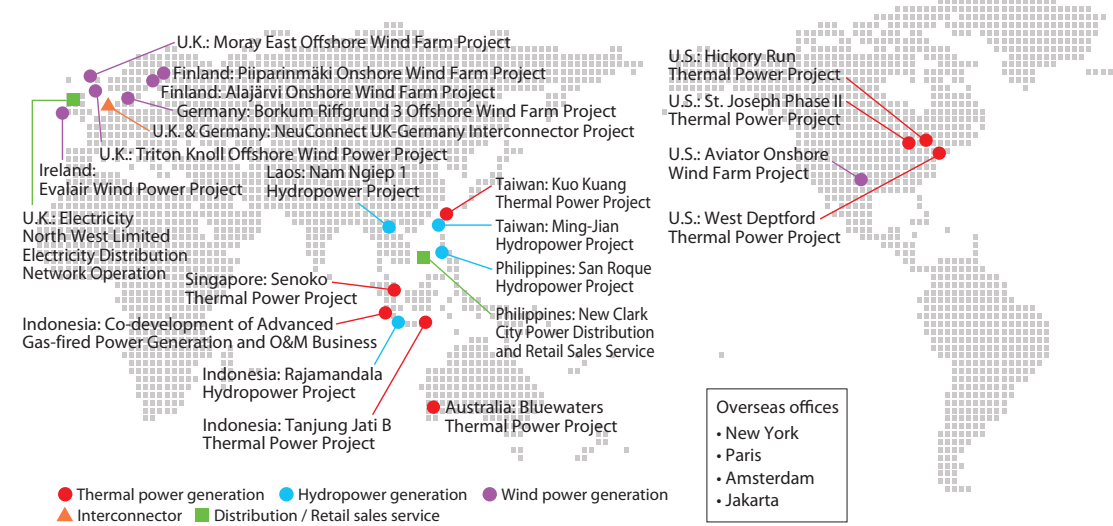 U.K.: Moray East Offshore Wind Farm Project
Finland: Piiparinmäki Onshore Wind Farm Project
Finland: Alajärvi Onshore Wind Farm Project
Germany: Borkum Riffgrund 3 Offshore Wind Farm Project
U.K. & Germany: NeuConnect UK-Germany Interconnector Project
U.K.: Triton Knoll Offshore Wind Power Project
Ireland:
Evalair Wind Power Project
U.K.: Electricity
North West Limited
Electricity Distribution
Network Operation
Laos: Nam Ngiep 1
Hydropower Project
Taiwan: Kuo Kuang
Thermal Power Project
Taiwan: Ming-Jian
Hydropower Project
Philippines: San Roque
Hydropower Project
Philippines: New Clark
City Power Distribution
and Retail Sales Service
Singapore: Senoko
Thermal Power Project
Indonesia: Co-development of Advanced
Gas-fired Power Generation and O&M Business
Indonesia: Rajamandala
Hydropower Project
Indonesia: Tanjung Jati B
Thermal Power Project
Australia: Bluewaters
Thermal Power Project
U.S.: Hickory Run
Thermal Power Project
U.S.: St. Joseph Phase II
Thermal Power Project
U.S.: Aviator Onshore
Wind Farm Project
U.S.: West Deptford
Thermal Power Project
Overseas offices
• New York
• Paris
• Amsterdam
• Jakarta
Thermal power generation Hydropower generation Wind power generation
Interconnector Distribution / Retail sales service